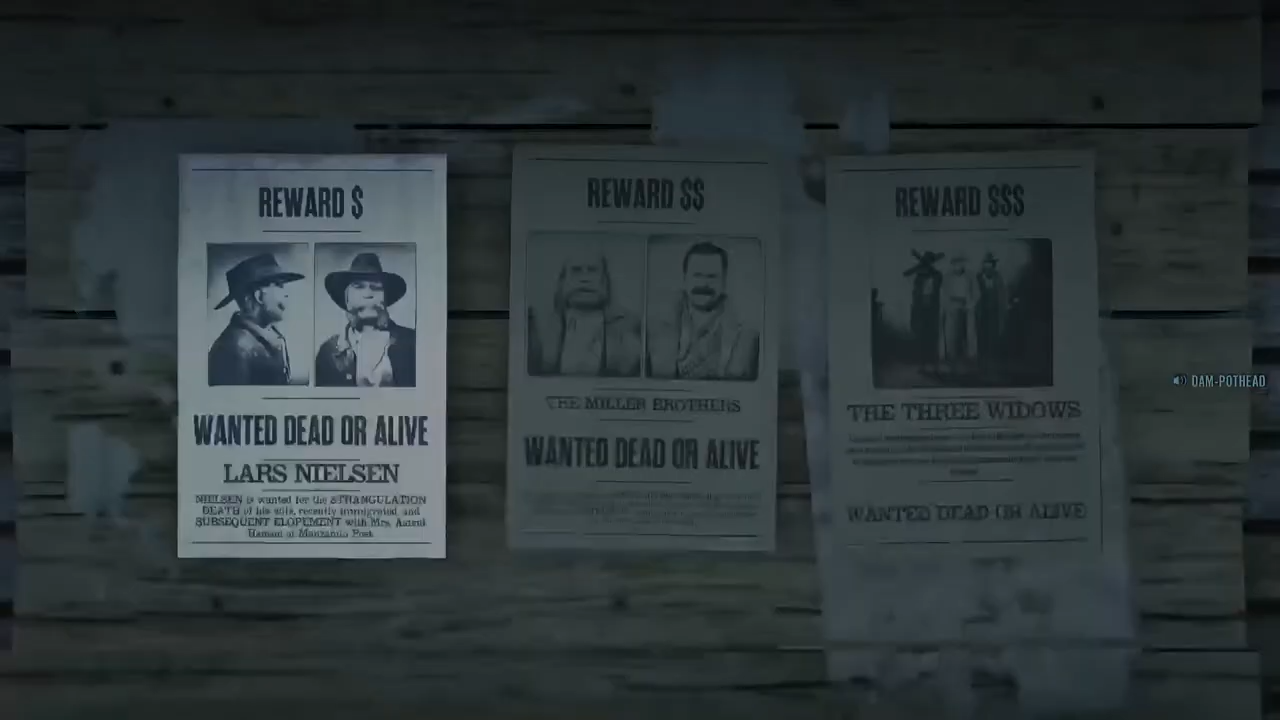 REWARD $
WANTED DEAD OR ALIVE
LARS NIELSEN
NIELSEN is wanted for the STRANGULATION
DEATH of his wife, recently immigrated, and
SUBSEQUENT ELOPEMENT with Mrs. Astrid
Hansen of Manzanita Post.
REWARD $$
THE MILLER BROTHERS
WANTED DEAD OR ALIVE
REWARD $$$
THE THREE WIDOWS
WANTED DEAD OR ALIVE
DAM-POTHEAD